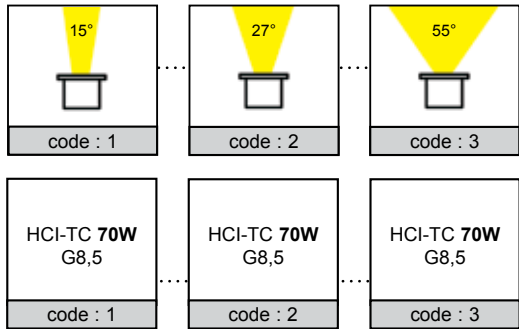 15°
27°
55°
code : 1
code : 2
code : 3
HCI-TC 70W
G8,5
HCI-TC 70W
G8,5
HCI-TC 70W
G8,5
code : 1
code : 2
code : 3